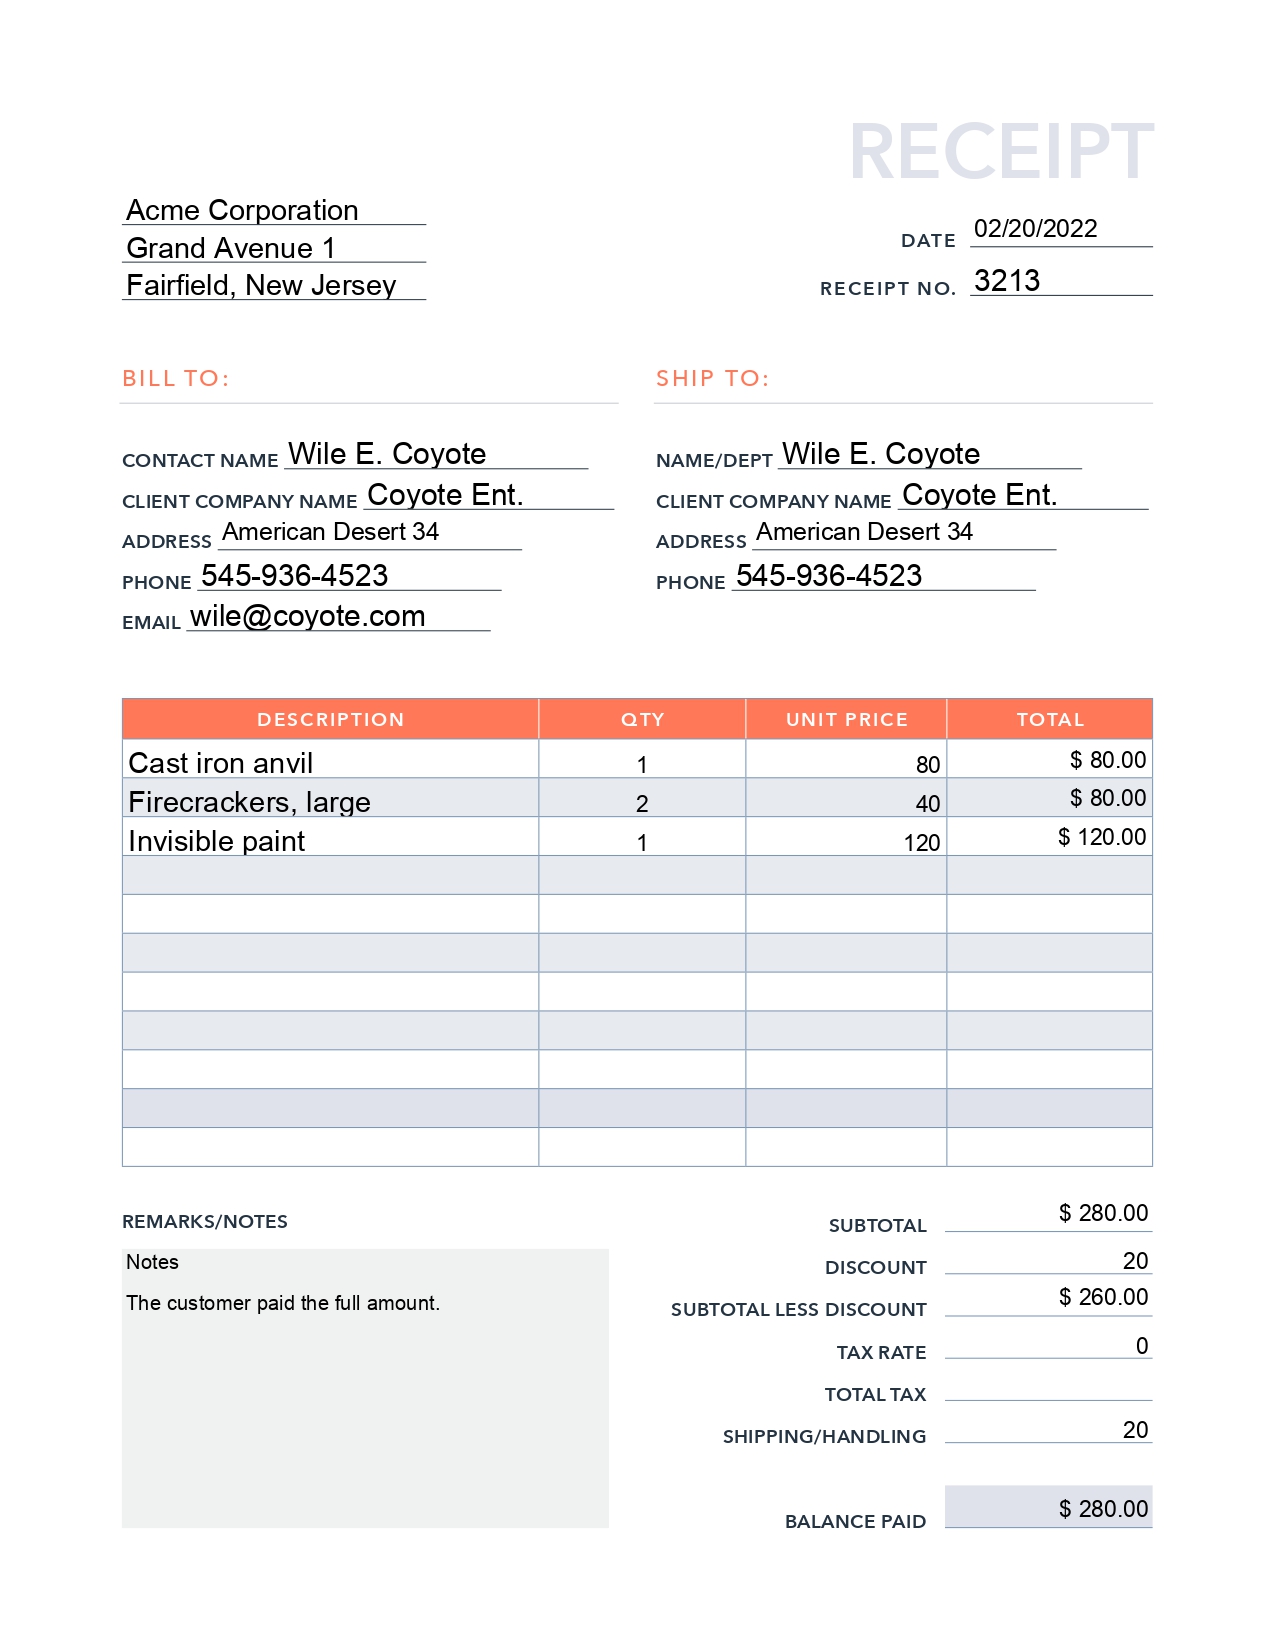 RECEIPT
Acme Corporation
Grand Avenue 1
Fairfield, New Jersey
DATE 02/20/2022
RECEIPT NO. 3213
BILL TO:
CONTACT NAME Wile E. Coyote
CLIENT COMPANY NAME Coyote Ent.
ADDRESS American Desert 34
PHONE 545-936-4523
EMAIL wile@coyote.com
SHIP TO:
NAME/DEPT Wile E. Coyote
CLIENT COMPANY NAME Coyote Ent.
ADDRESS American Desert 34
PHONE 545-936-4523
DESCRIPTION QTY UNIT PRICE TOTAL
Cast iron anvil 1 80 $ 80.00
Firecrackers, large 2 40 $ 80.00
Invisible paint 1 120 $ 120.00
REMARKS/NOTES
Notes
The customer paid the full amount.
SUBTOTAL $ 280.00
DISCOUNT 20
SUBTOTAL LESS DISCOUNT $ 260.00
TAX RATE 0
TOTAL TAX
SHIPPING/HANDLING 20
BALANCE PAID $ 280.00